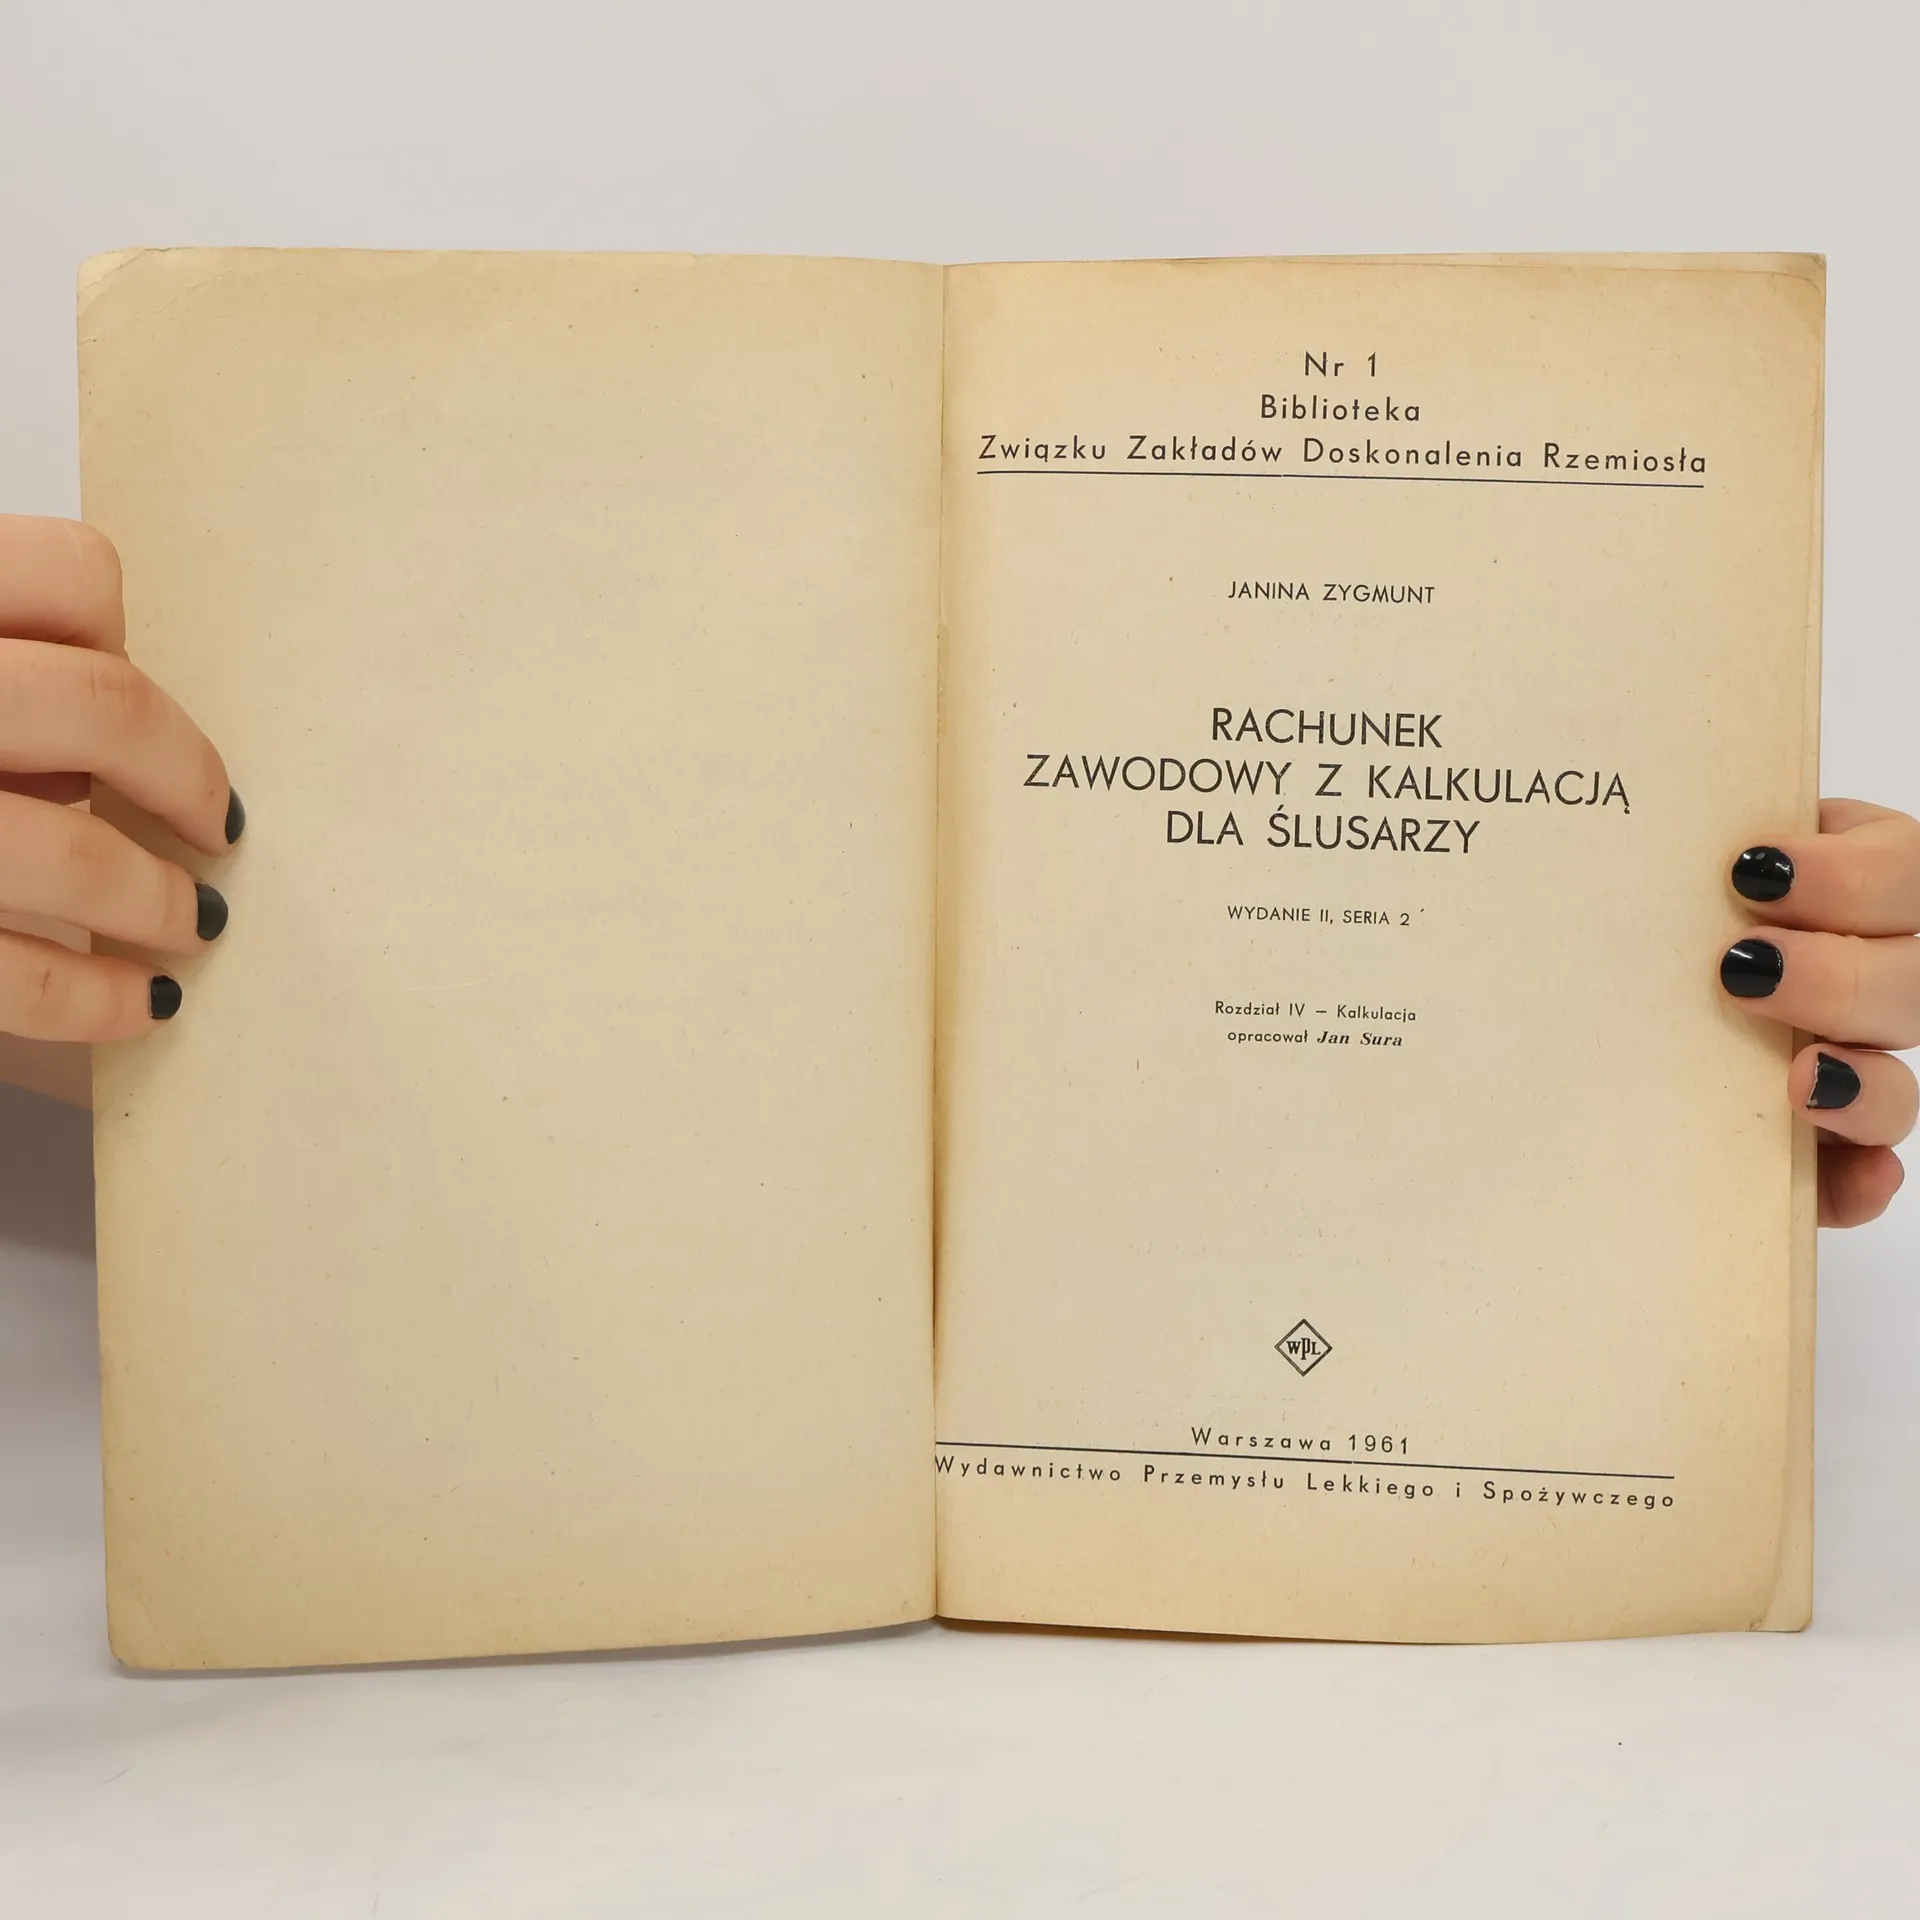 Nr 1
Biblioteka
Związku Zakładów Doskonalenia Rzemiosła
JANINA ZYGMUNT
RACHUNEK
ZAWODOWY Z KALKULACJĄ
DLA ŚLUSARZY
WYDANIE II, SERIA 2
Rozdział IV – Kalkulacja
opracował Jan Sura
WPL
Warszawa 1961
Wydawnictwo Przemysłu Lekkiego i Spożywczego